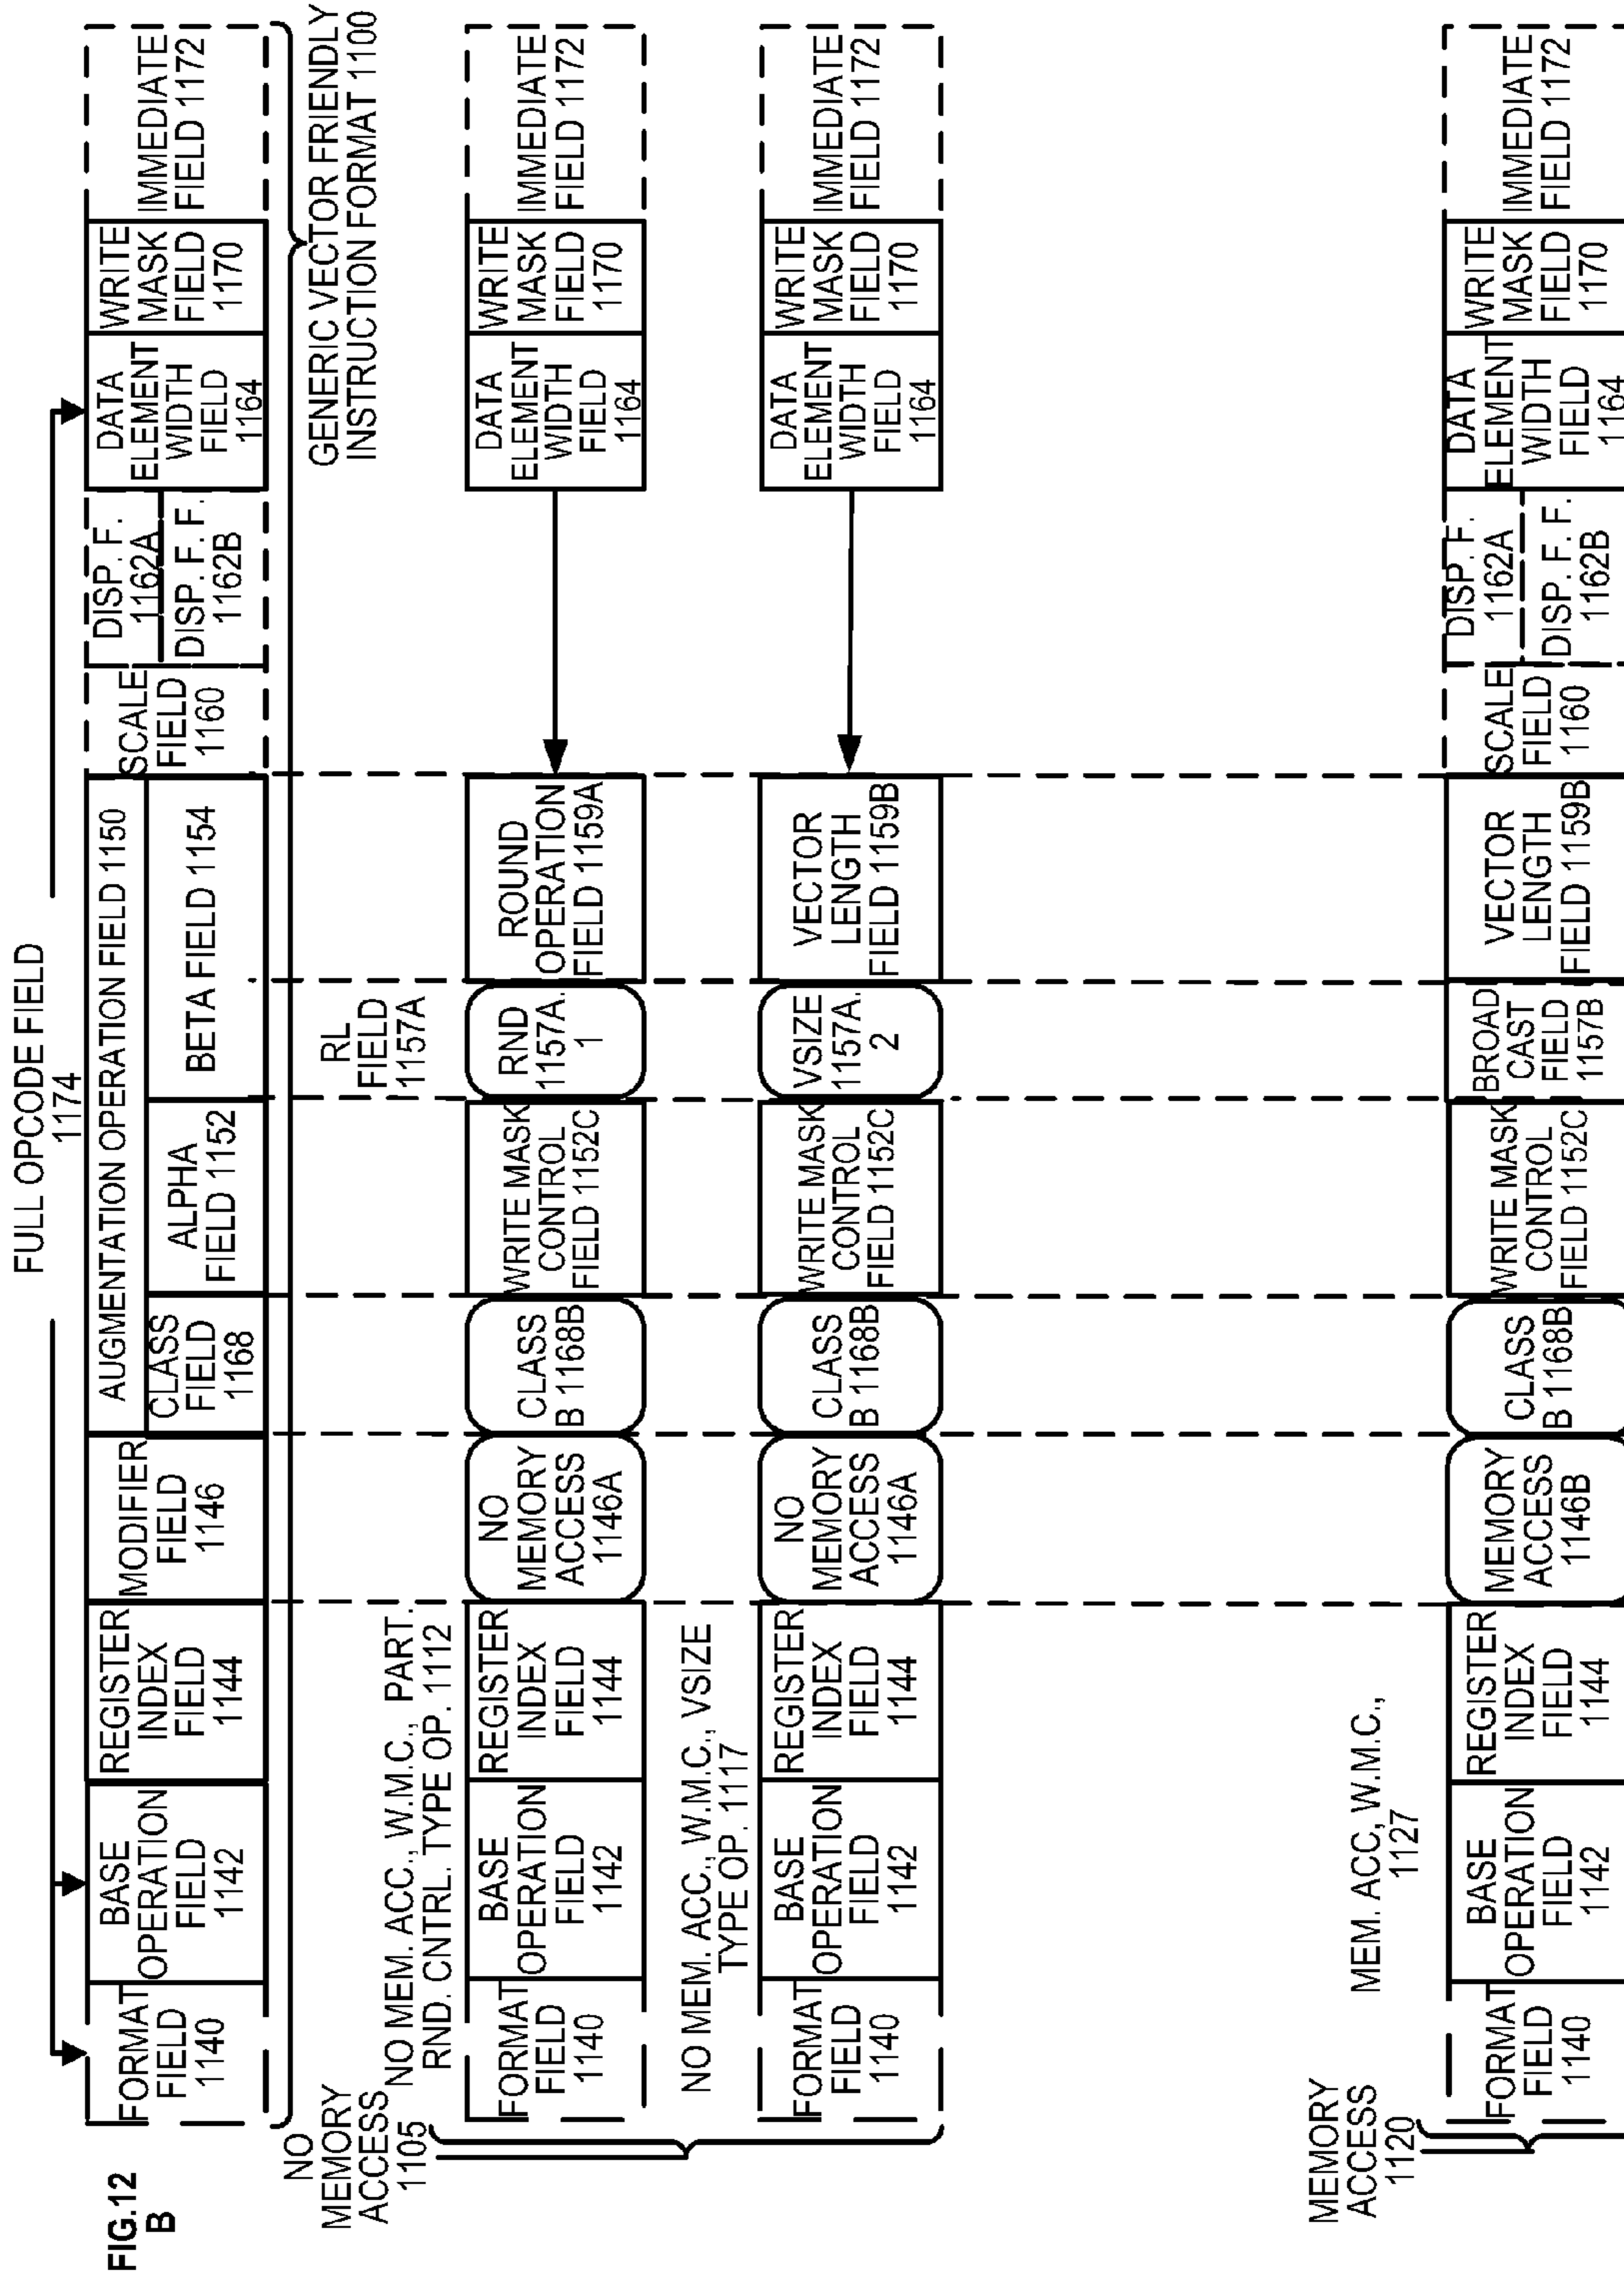 FIG.12
B
FULL OPCODE FIELD
1174
FORMAT
FIELD
1140
BASE
OPERATION
FIELD
1142
REGISTER
INDEX
FIELD
1144
MODIFIER
FIELD
1146
AUGMENTATION OPERATION FIELD 1150
CLASS
FIELD
1168
ALPHA
FIELD 1152
BETA FIELD 1154
SCALE
FIELD
1160
DISP. F.
1162A
DISP. F. F.
1162B
DATA
ELEMENT
WIDTH
FIELD
1164
WRITE
MASK
FIELD
1170
IMMEDIATE
FIELD 1172
GENERIC VECTOR FRIENDLY
INSTRUCTION FORMAT 1100
NO
MEMORY
ACCESS
1105
NO MEM. ACC., W.M.C., PART.
RND. CNTRL. TYPE OP. 1112
RL
FIELD
1157A
FORMAT
FIELD
1140
BASE
OPERATION
FIELD
1142
REGISTER
INDEX
FIELD
1144
NO
MEMORY
ACCESS
1146A
CLASS
B 1168B
WRITE MASK
CONTROL
FIELD 1152C
RND
1157A.
1
ROUND
OPERATION
FIELD 1159A
DATA
ELEMENT
WIDTH
FIELD
1164
WRITE
MASK
FIELD
1170
IMMEDIATE
FIELD 1172
NO MEM. ACC., W.M.C., VSIZE
TYPE OP. 1117
FORMAT
FIELD
1140
BASE
OPERATION
FIELD
1142
REGISTER
INDEX
FIELD
1144
NO
MEMORY
ACCESS
1146A
CLASS
B 1168B
WRITE MASK
CONTROL
FIELD 1152C
VSIZE
1157A.
2
VECTOR
LENGTH
FIELD 1159B
DATA
ELEMENT
WIDTH
FIELD
1164
WRITE
MASK
FIELD
1170
IMMEDIATE
FIELD 1172
MEMORY
ACCESS
1120
MEM. ACC, W.M.C.,
1127
FORMAT
FIELD
1140
BASE
OPERATION
FIELD
1142
REGISTER
INDEX
FIELD
1144
MEMORY
ACCESS
1146B
CLASS
B 1168B
WRITE MASK
CONTROL
FIELD 1152C
BROAD
CAST
FIELD
1157B
VECTOR
LENGTH
FIELD 1159B
SCALE
FIELD
1160
DISP. F.
1162A
DISP. F. F.
1162B
DATA
ELEMENT
WIDTH
FIELD
1164
WRITE
MASK
FIELD
1170
IMMEDIATE
FIELD 1172